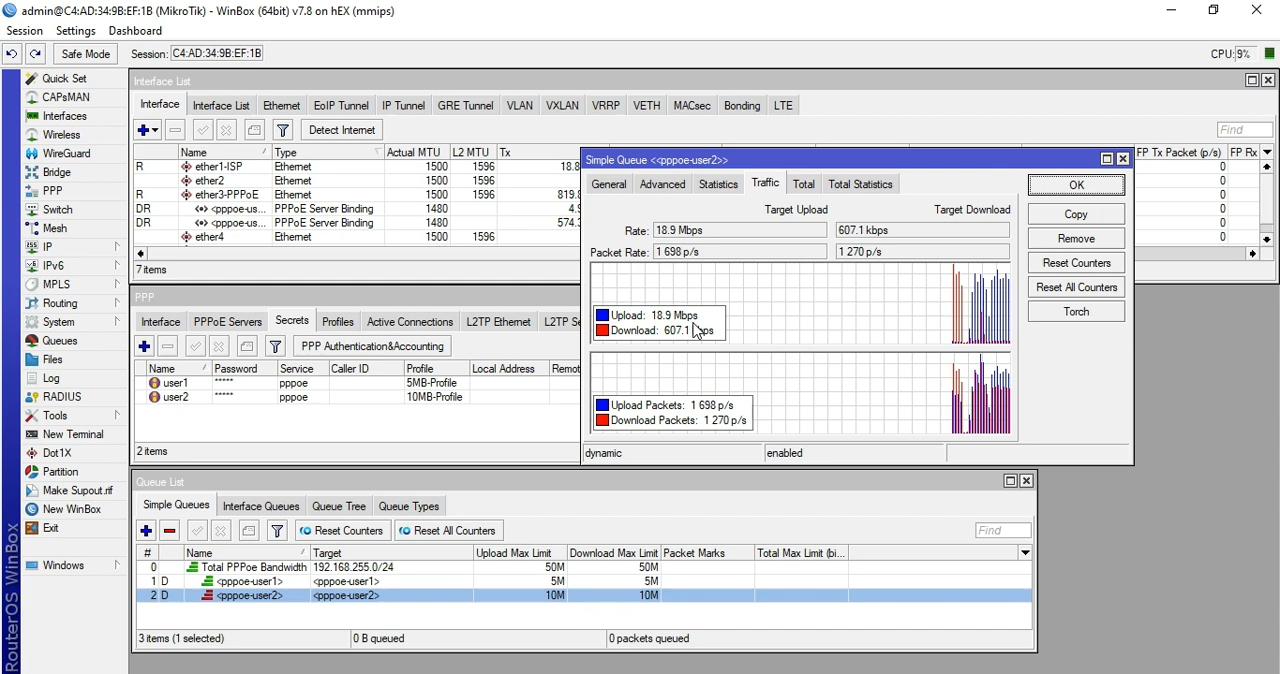 admin@C4:AD:34:9B:EF:1B (MikroTik) - WinBox (64bit) v7.8 on hEX (mmips)
Session Settings Dashboard
Safe Mode Session: C4:AD:34:9B:EF:1B CPU: 9%
Quick Set
CAPsMAN
Interfaces
Wireless
WireGuard
Bridge
PPP
Switch
Mesh
IP
IPv6
MPLS
Routing
System
Queues
Files
Log
RADIUS
Tools
New Terminal
Dot1X
Partition
Make Supout.rif
New WinBox
Exit
Windows
RouterOS WinBox
Interface List
Interface Interface List Ethernet EoIP Tunnel IP Tunnel GRE Tunnel VLAN VXLAN VRRP VETH MACsec Bonding LTE
Detect Internet Find
Name Type Actual MTU L2 MTU Tx FP Tx Packet (p/s) FP Rx
R ether1-ISP Ethernet 1500 1596 18.8 0
ether2 Ethernet 1500 1596 0
R ether3-PPPoE Ethernet 1500 1596 819.8 0
DR <pppoe-us... PPPoE Server Binding 1480 4.9 0
DR <pppoe-us... PPPoE Server Binding 1480 574. 0
ether4 Ethernet 1500 1596 0
7 items
PPP
Interface PPPoE Servers Secrets Profiles Active Connections L2TP Ethernet L2TP Se
PPP Authentication&Accounting
Name Password Service Caller ID Profile Local Address Remot
user1 ***** pppoe 5MB-Profile
user2 ***** pppoe 10MB-Profile
2 items
Simple Queue <<pppoe-user2>>
General Advanced Statistics Traffic Total Total Statistics
Target Upload Target Download
Rate: 18.9 Mbps 607.1 kbps
Packet Rate: 1 698 p/s 1 270 p/s
Upload: 18.9 Mbps
Download: 607.1
Upload Packets: 1 698 p/s
Download Packets: 1 270 p/s
dynamic enabled
OK
Copy
Remove
Reset Counters
Reset All Counters
Torch
Queue List
Simple Queues Interface Queues Queue Tree Queue Types
Reset Counters Reset All Counters Find
# Name Target Upload Max Limit Download Max Limit Packet Marks Total Max Limit (bi...
0 Total PPPoe Bandwidth 192.168.255.0/24 50M 50M
1 D <pppoe-user1> <pppoe-user1> 5M 5M
2 D <pppoe-user2> <pppoe-user2> 10M 10M
3 items (1 selected) 0 B queued 0 packets queued